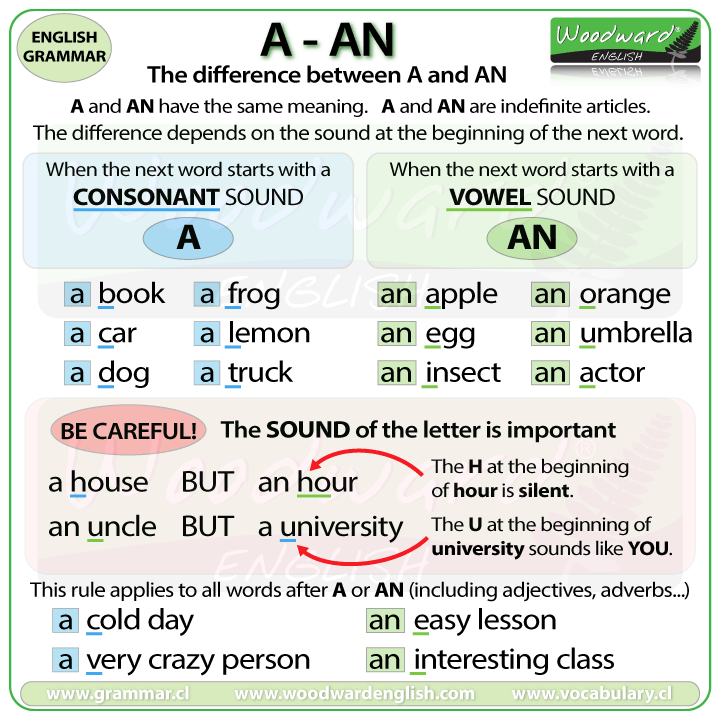 ENGLISH
GRAMMAR
A - AN
Woodward®
ENGLISH
The difference between A and AN
A and AN have the same meaning. A and AN are indefinite articles.
The difference depends on the sound at the beginning of the next word.
When the next word starts with a
CONSONANT SOUND
A
When the next word starts with a
VOWEL SOUND
AN
a book a frog
a car a lemon
a dog a truck
an apple an orange
an egg an umbrella
an insect an actor
BE CAREFUL! The SOUND of the letter is important
a house BUT an hour
The H at the beginning
of hour is silent.
an uncle BUT a university
The U at the beginning of
university sounds like YOU.
This rule applies to all words after A or AN (including adjectives, adverbs...)
a cold day an easy lesson
a very crazy person an interesting class
www.grammar.cl www.woodwardenglish.com www.vocabulary.cl